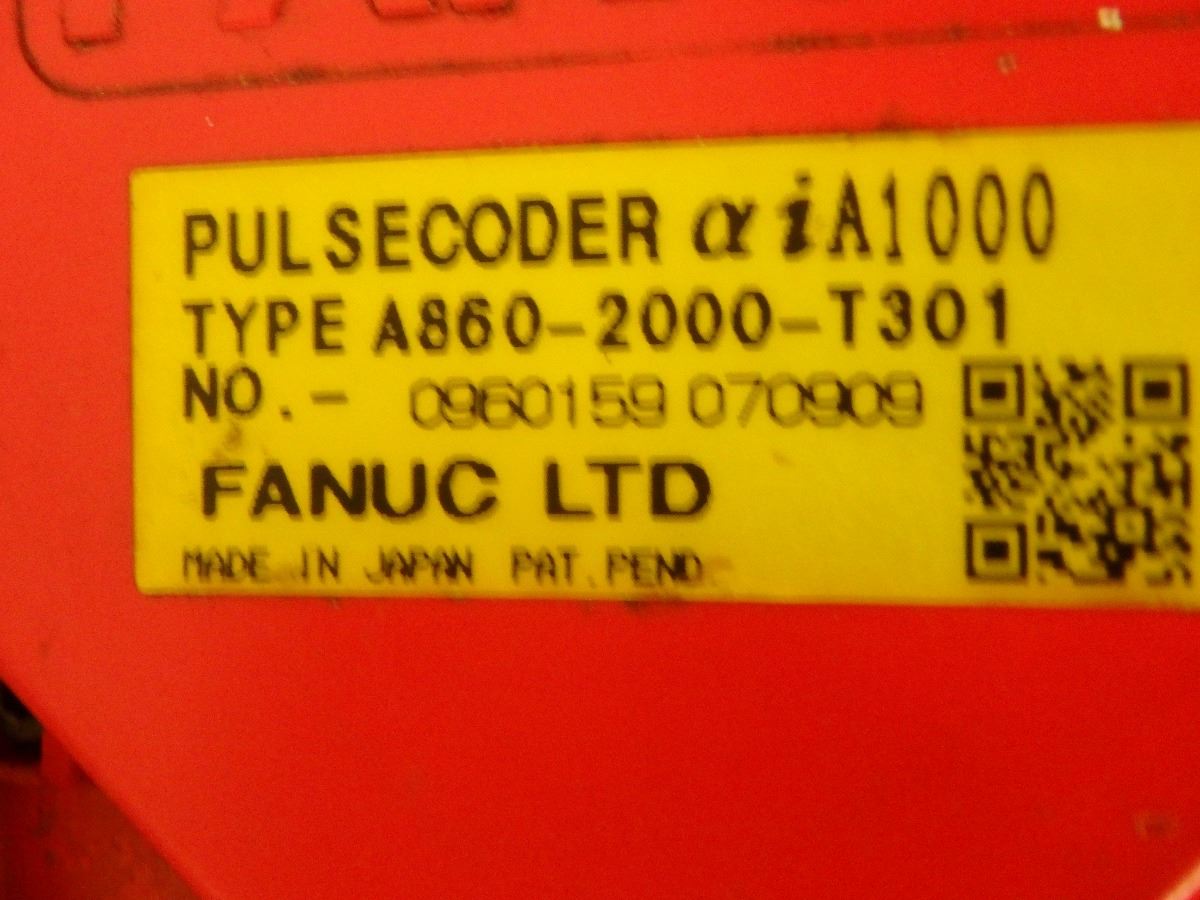 PULSECODER αiA1000
TYPE A860-2000-T301
NO.- 0960159 070909
FANUC LTD
MADE IN JAPAN PAT.PEND.